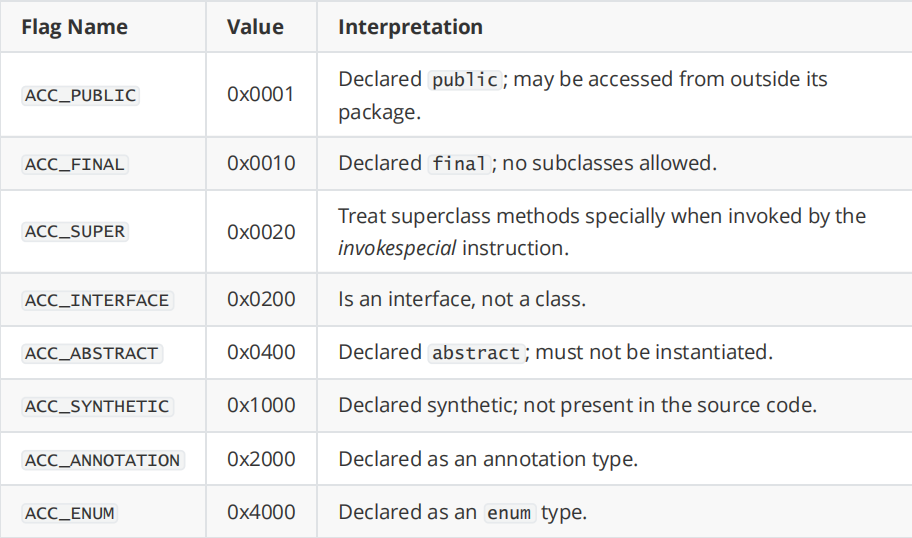 Flag Name Value Interpretation
ACC_PUBLIC 0x0001 Declared public; may be accessed from outside its
package.
ACC_FINAL 0x0010 Declared final; no subclasses allowed.
ACC_SUPER 0x0020 Treat superclass methods specially when invoked by the
invokespecial instruction.
ACC_INTERFACE 0x0200 Is an interface, not a class.
ACC_ABSTRACT 0x0400 Declared abstract; must not be instantiated.
ACC_SYNTHETIC 0x1000 Declared synthetic; not present in the source code.
ACC_ANNOTATION 0x2000 Declared as an annotation type.
ACC_ENUM 0x4000 Declared as an enum type.